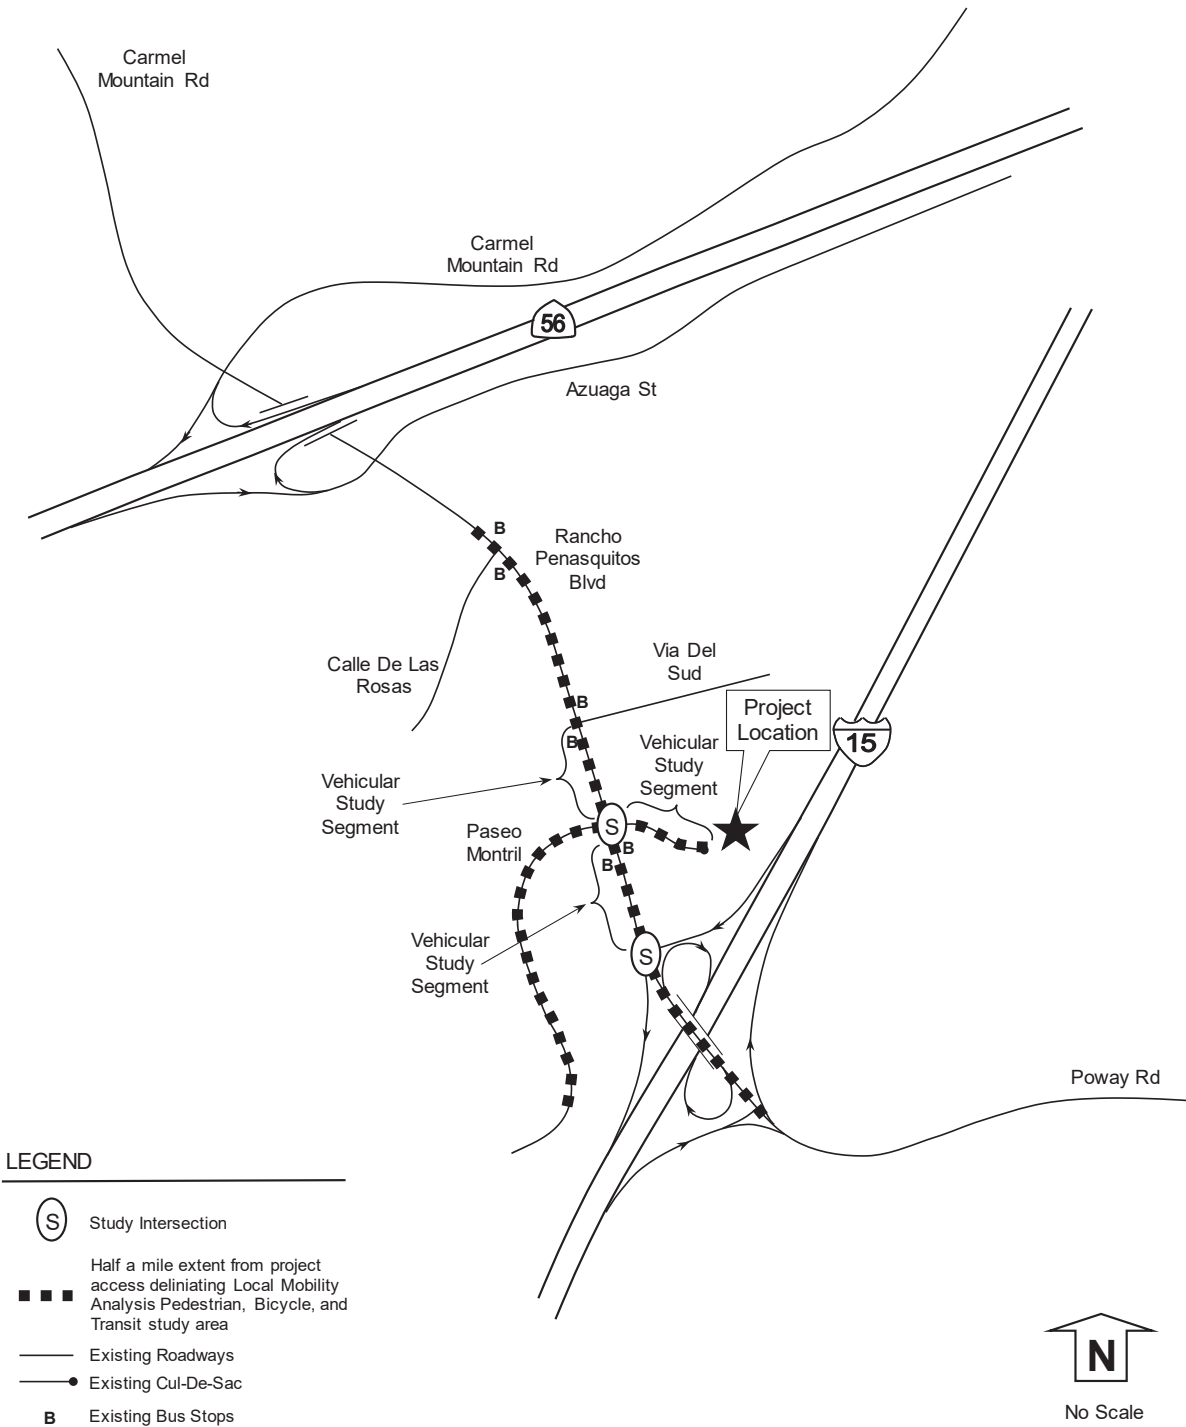 Carmel
Mountain Rd
Carmel
Mountain Rd
56
Azuaga St
B
Rancho
Penasquitos
Blvd
B
Calle De Las
Rosas
Via Del
Sud
B
Project
Location
B
15
Vehicular
Study
Segment
Vehicular
Study
Segment
S
Paseo
Montril
B
B
Vehicular
Study
Segment
S
Poway Rd
LEGEND
S
Study Intersection
Half a mile extent from project
access deliniating Local Mobility
Analysis Pedestrian, Bicycle, and
Transit study area
Existing Roadways
Existing Cul-De-Sac
B
Existing Bus Stops
N
No Scale